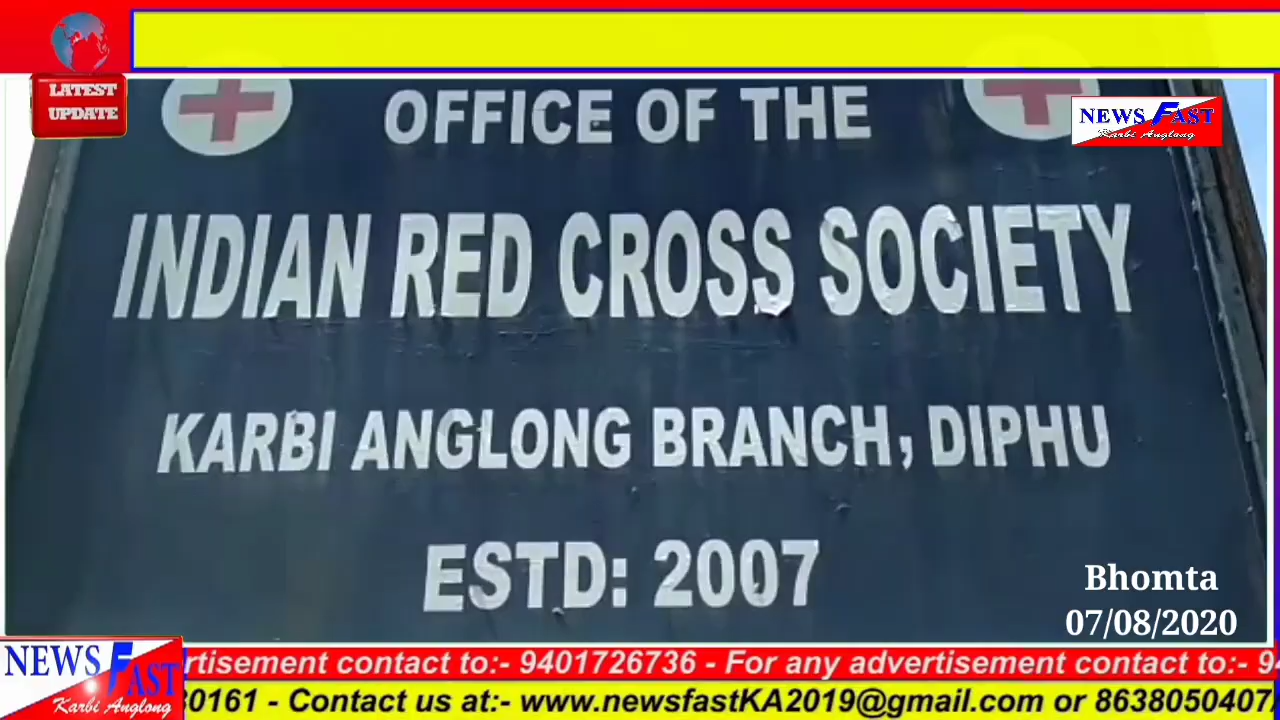 LATEST
UPDATE
NEWS FAST
Karbi Anglong
OFFICE OF THE
INDIAN RED CROSS SOCIETY
KARBI ANGLONG BRANCH, DIPHU
ESTD: 2007
Bhomta
07/08/2020
NEWS FAST
Karbi Anglong
rtisement contact to:- 9401726736 - For any advertisement contact to:- 9
30161 - Contact us at:- www.newsfastKA2019@gmail.com or 8638050407